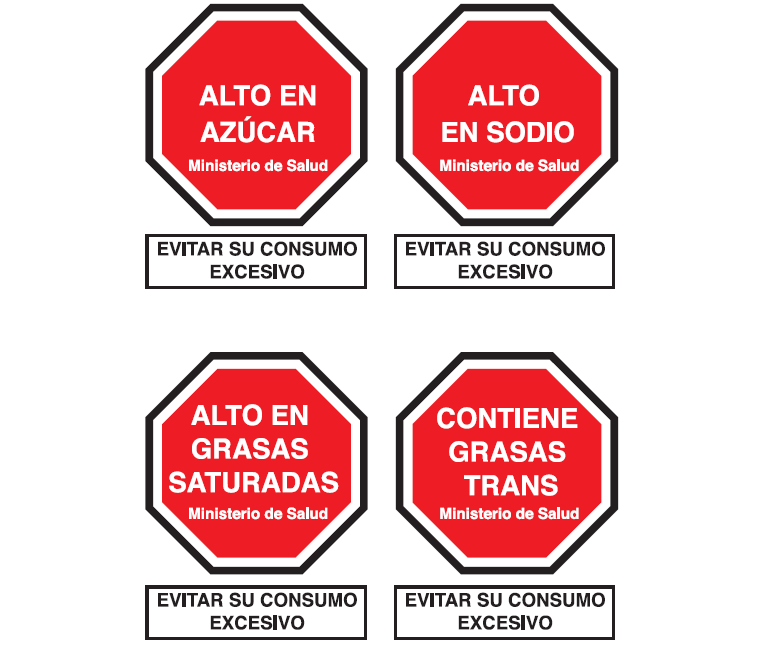 ALTO EN
AZÚCAR
Ministerio de Salud
EVITAR SU CONSUMO
EXCESIVO
ALTO
EN SODIO
Ministerio de Salud
EVITAR SU CONSUMO
EXCESIVO
ALTO EN
GRASAS
SATURADAS
Ministerio de Salud
EVITAR SU CONSUMO
EXCESIVO
CONTIENE
GRASAS
TRANS
Ministerio de Salud
EVITAR SU CONSUMO
EXCESIVO